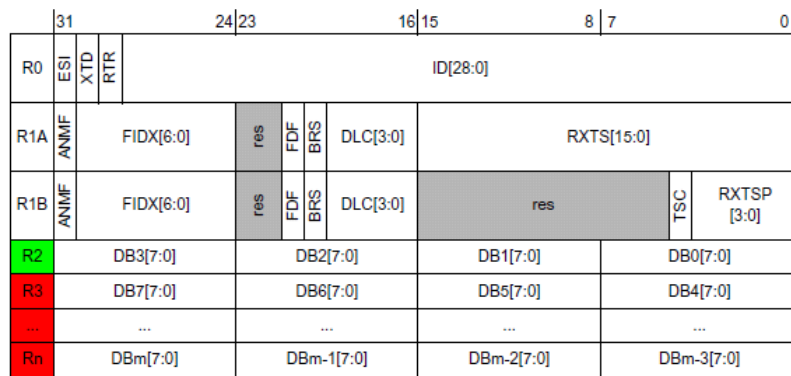 31 24 23 16 15 8 7 0
R0 ESI XTD RTR ID[28:0]
R1A ANMF FIDX[6:0] res FDF BRS DLC[3:0] RXTS[15:0]
R1B ANMF FIDX[6:0] res FDF BRS DLC[3:0] res TSC RXTSP
[3:0]
R2 DB3[7:0] DB2[7:0] DB1[7:0] DB0[7:0]
R3 DB7[7:0] DB6[7:0] DB5[7:0] DB4[7:0]
... ... ... ... ...
Rn DBm[7:0] DBm-1[7:0] DBm-2[7:0] DBm-3[7:0]